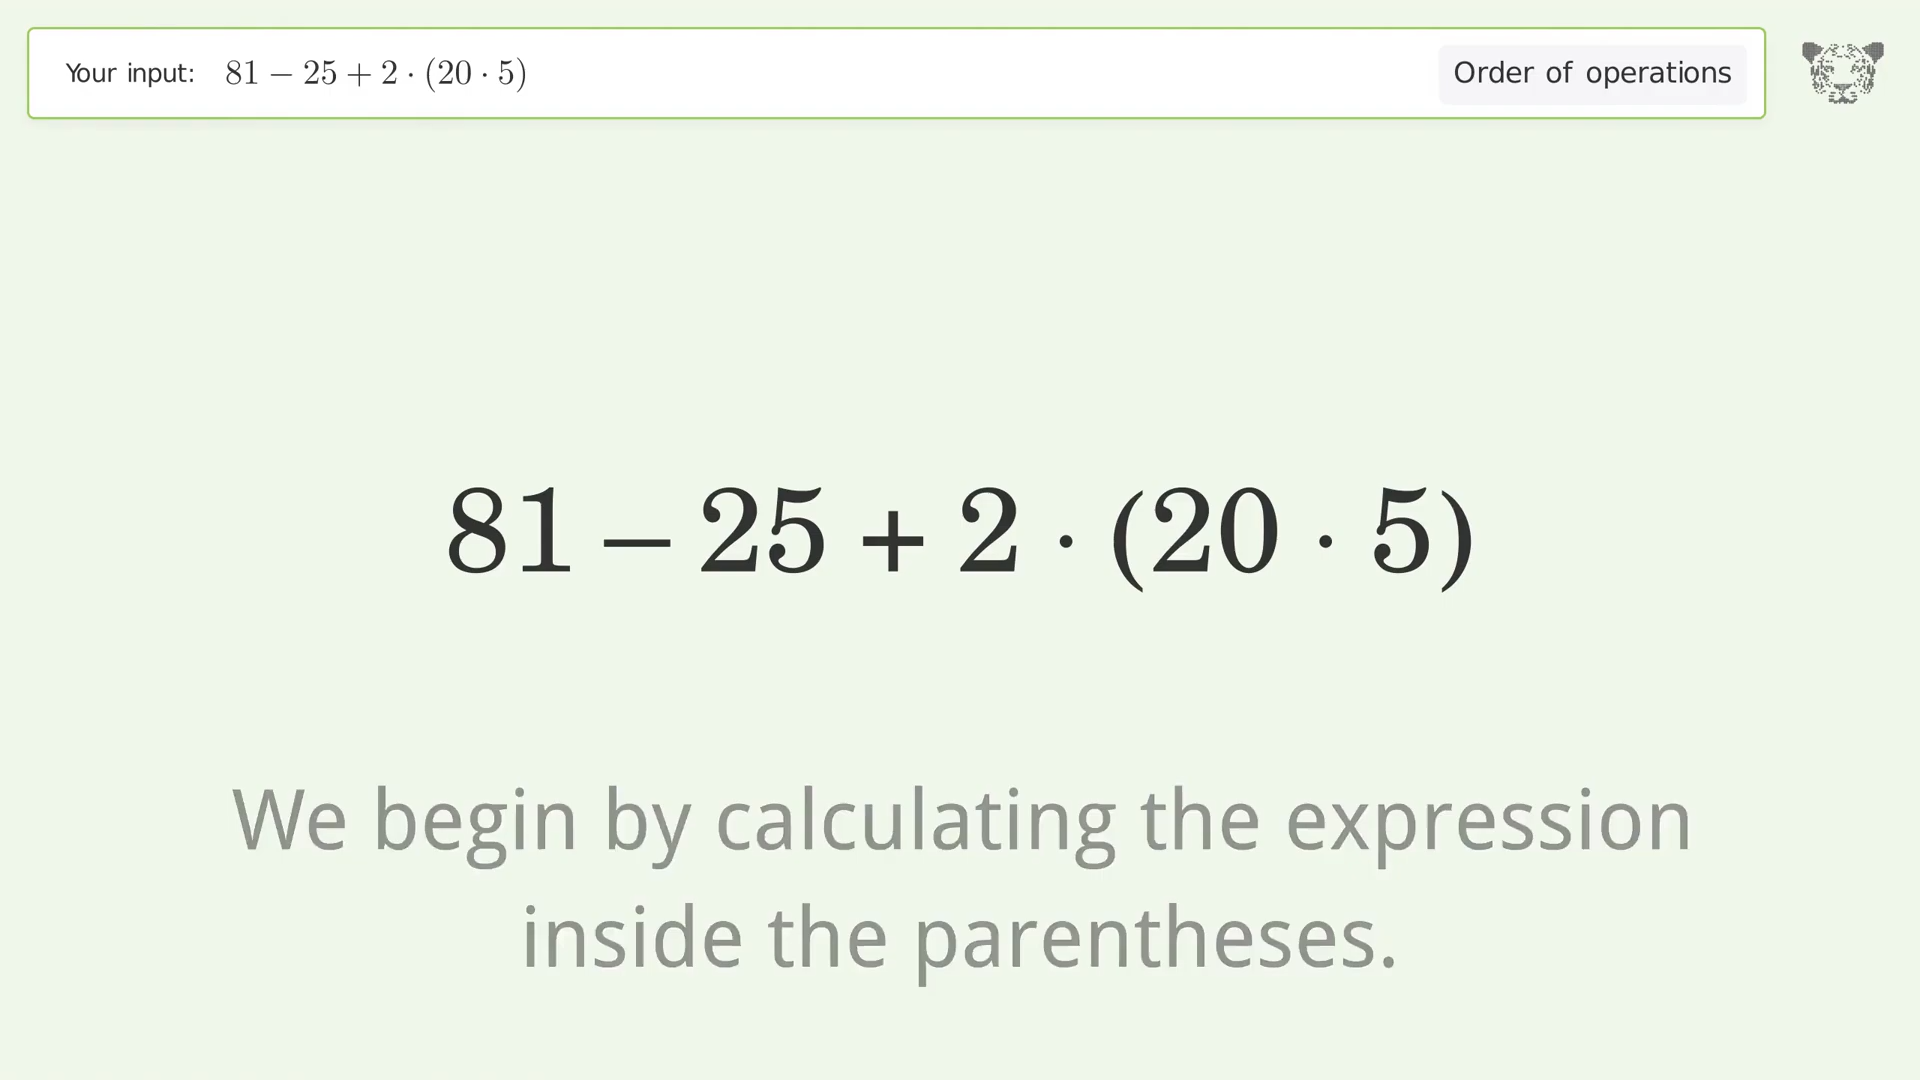 Your input: 81 − 25 + 2 · (20 · 5)
Order of operations
81 − 25 + 2 · (20 · 5)
We begin by calculating the expression
inside the parentheses.